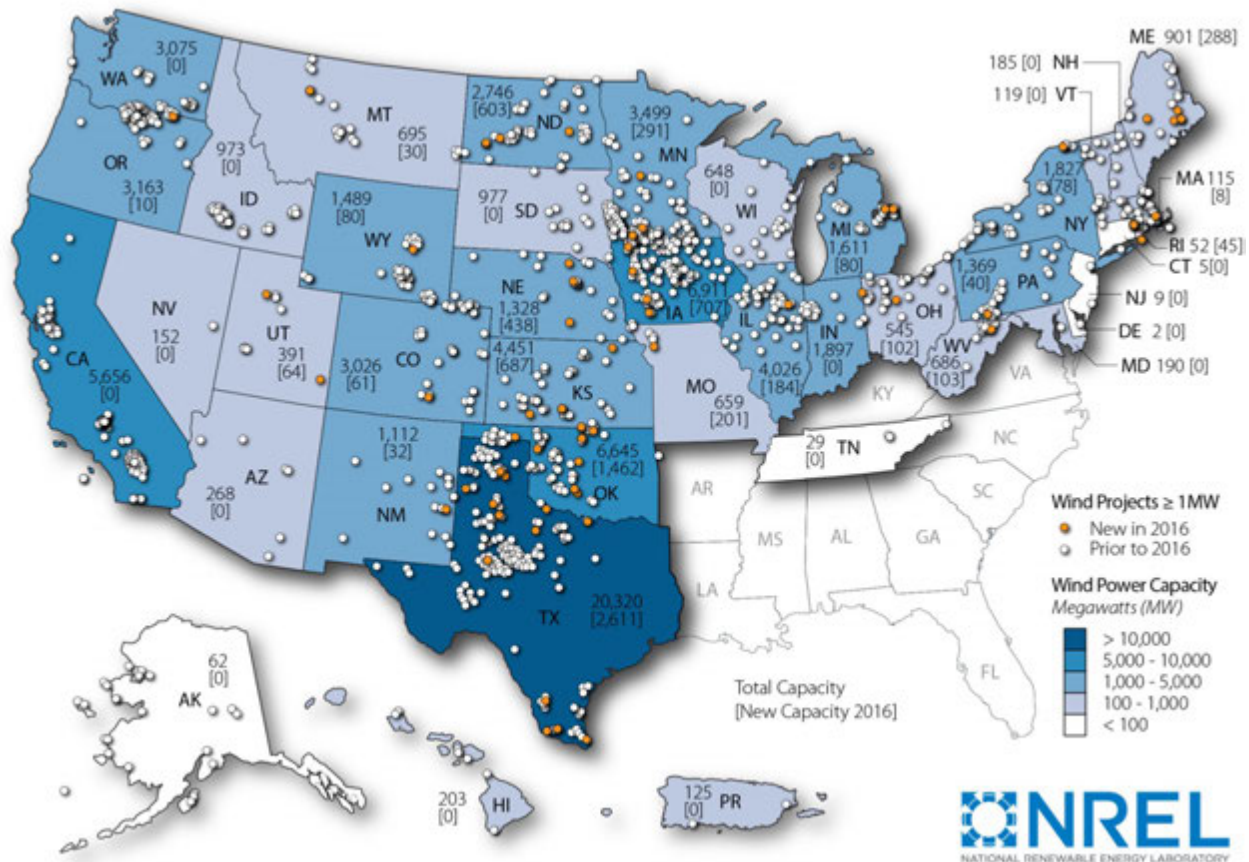 WA
3,075
[0]
OR
3,163
[10]
CA
5,656
[0]
NV
152
[0]
ID
973
[0]
MT
695
[30]
WY
1,489
[80]
UT
391
[64]
AZ
268
[0]
CO
3,026
[61]
NM
1,112
[32]
ND
2,746
[603]
SD
977
[0]
NE
1,328
[438]
KS
4,451
[687]
OK
6,645
[1,462]
TX
20,320
[2,611]
MN
3,499
[291]
IA
6,911
[707]
MO
659
[201]
WI
648
[0]
IL
4,026
[184]
MI
1,611
[80]
IN
1,897
[0]
OH
545
[102]
WV
686
[103]
PA
1,369
[40]
NY
1,827
[78]
ME 901 [288]
185 [0] NH
119 [0] VT
MA 115
[8]
RI 52 [45]
CT 5[0]
NJ 9 [0]
DE 2 [0]
MD 190 [0]
KY
VA
NC
TN
29
[0]
SC
AR
MS
AL
GA
LA
FL
AK
62
[0]
HI
203
[0]
PR
125
[0]
Wind Projects ≥ 1MW
New in 2016
Prior to 2016
Wind Power Capacity
Megawatts (MW)
> 10,000
5,000 - 10,000
1,000 - 5,000
100 - 1,000
< 100
Total Capacity
[New Capacity 2016]
NREL
NATIONAL RENEWABLE ENERGY LABORATORY